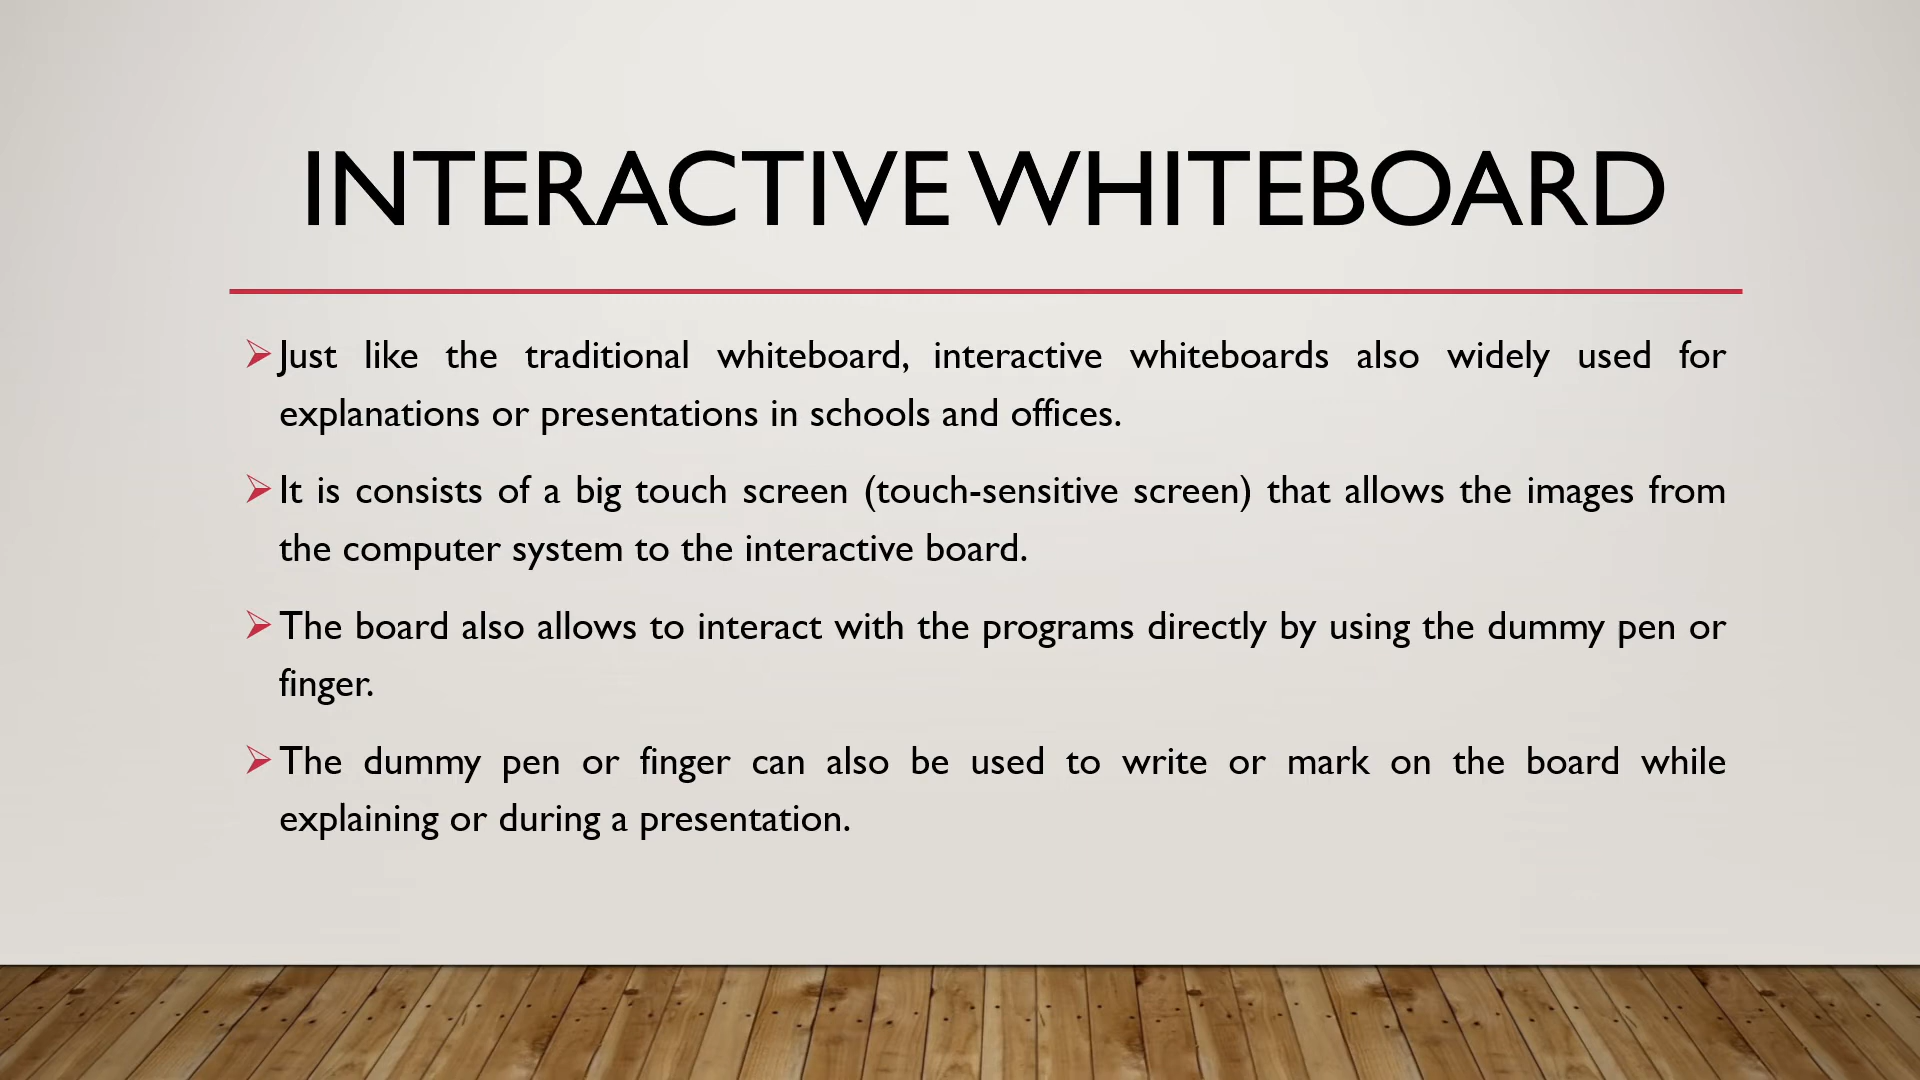 INTERACTIVE WHITEBOARD
Just like the traditional whiteboard, interactive whiteboards also widely used for
explanations or presentations in schools and offices.
It is consists of a big touch screen (touch-sensitive screen) that allows the images from
the computer system to the interactive board.
The board also allows to interact with the programs directly by using the dummy pen or
finger.
The dummy pen or finger can also be used to write or mark on the board while
explaining or during a presentation.